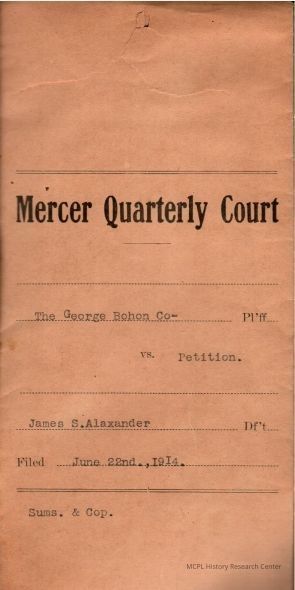 Mercer Quarterly Court
The George Bohon Co- Pl'ff
vs. Petition.
James S.Alaxander Df't
Filed June 22nd.,1914.
Sums. & Cop.
MCPL History Research Center